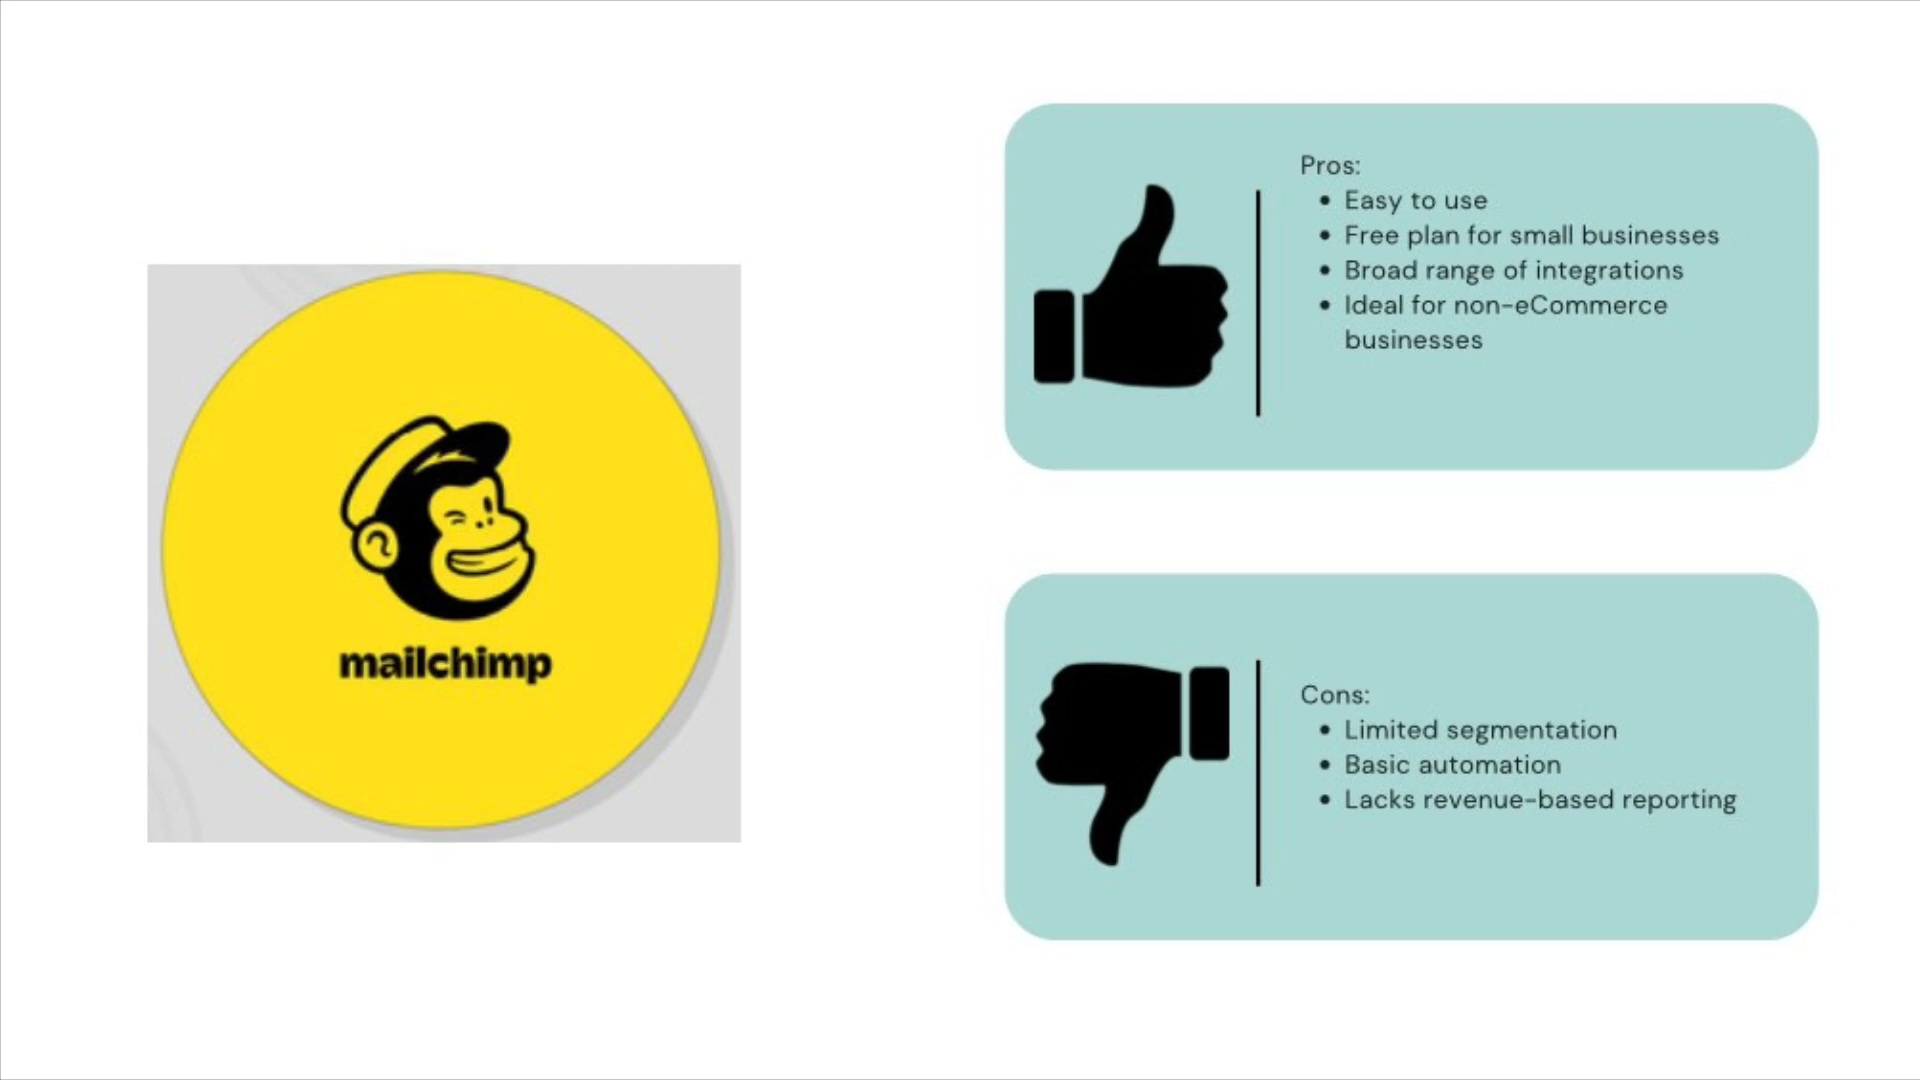 mailchimp
Pros:
• Easy to use
• Free plan for small businesses
• Broad range of integrations
• Ideal for non-eCommerce
businesses
Cons:
• Limited segmentation
• Basic automation
• Lacks revenue-based reporting